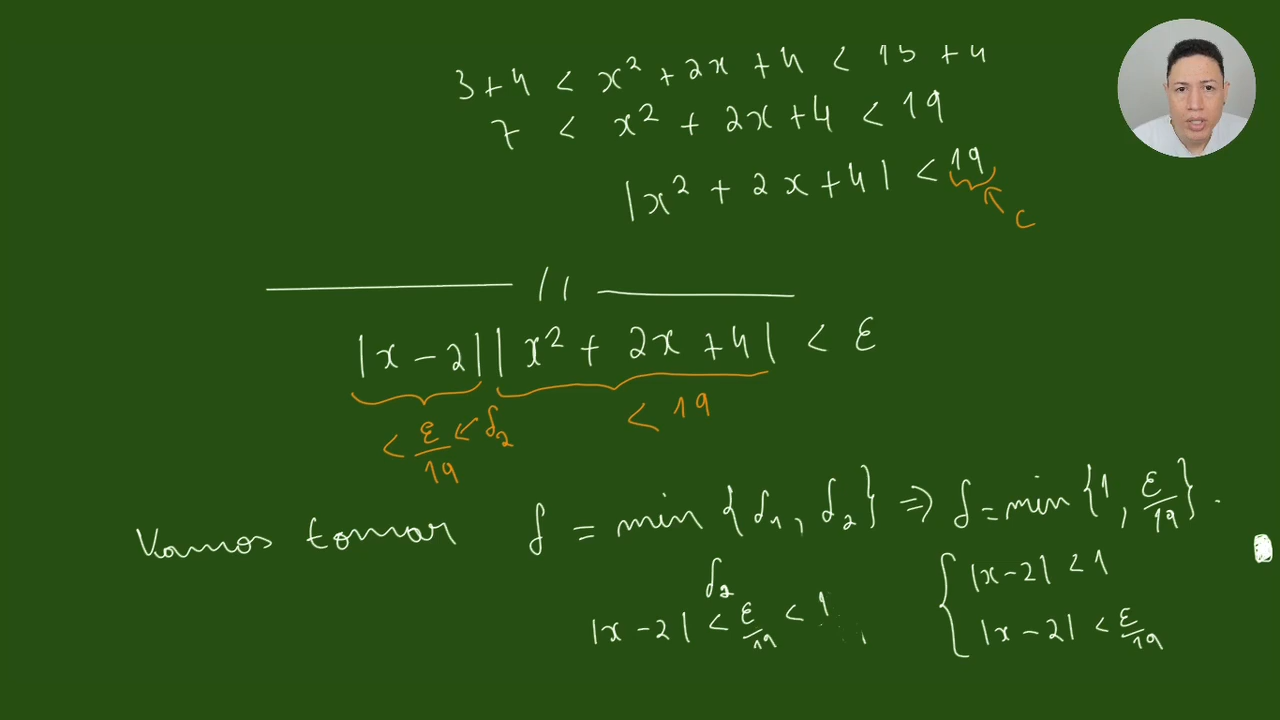 3+4 < x² + 2x + 4 < 15 + 4
7 < x² + 2x + 4 < 19
|x² + 2x + 4| < 19
c
//
|x - 2||x² + 2x + 4| < ε
< ε/19 δ₂ < 19
Vamos tomar δ = min {δ₁, δ₂} ⇒ δ = min {1, ε/19}.
δ₂
|x - 2| < ε/19 < 1
|x - 2| < 1
|x - 2| < ε/19